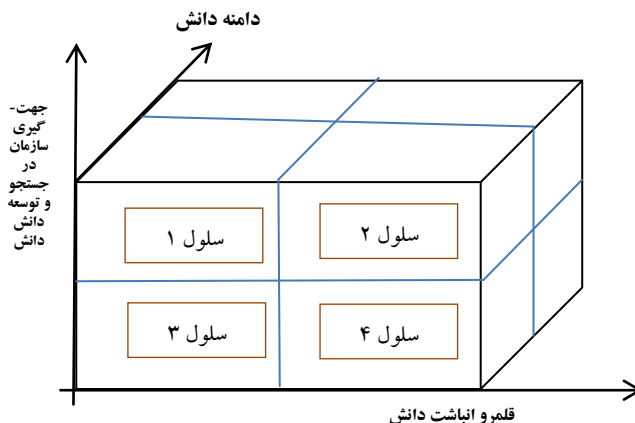 دامنه دانش
جهت-
گیری
سازمان
در
جستجو
و توسعه
دانش
دانش
سلول ۱
سلول ۲
سلول ۳
سلول ۴
قلمرو انباشت دانش